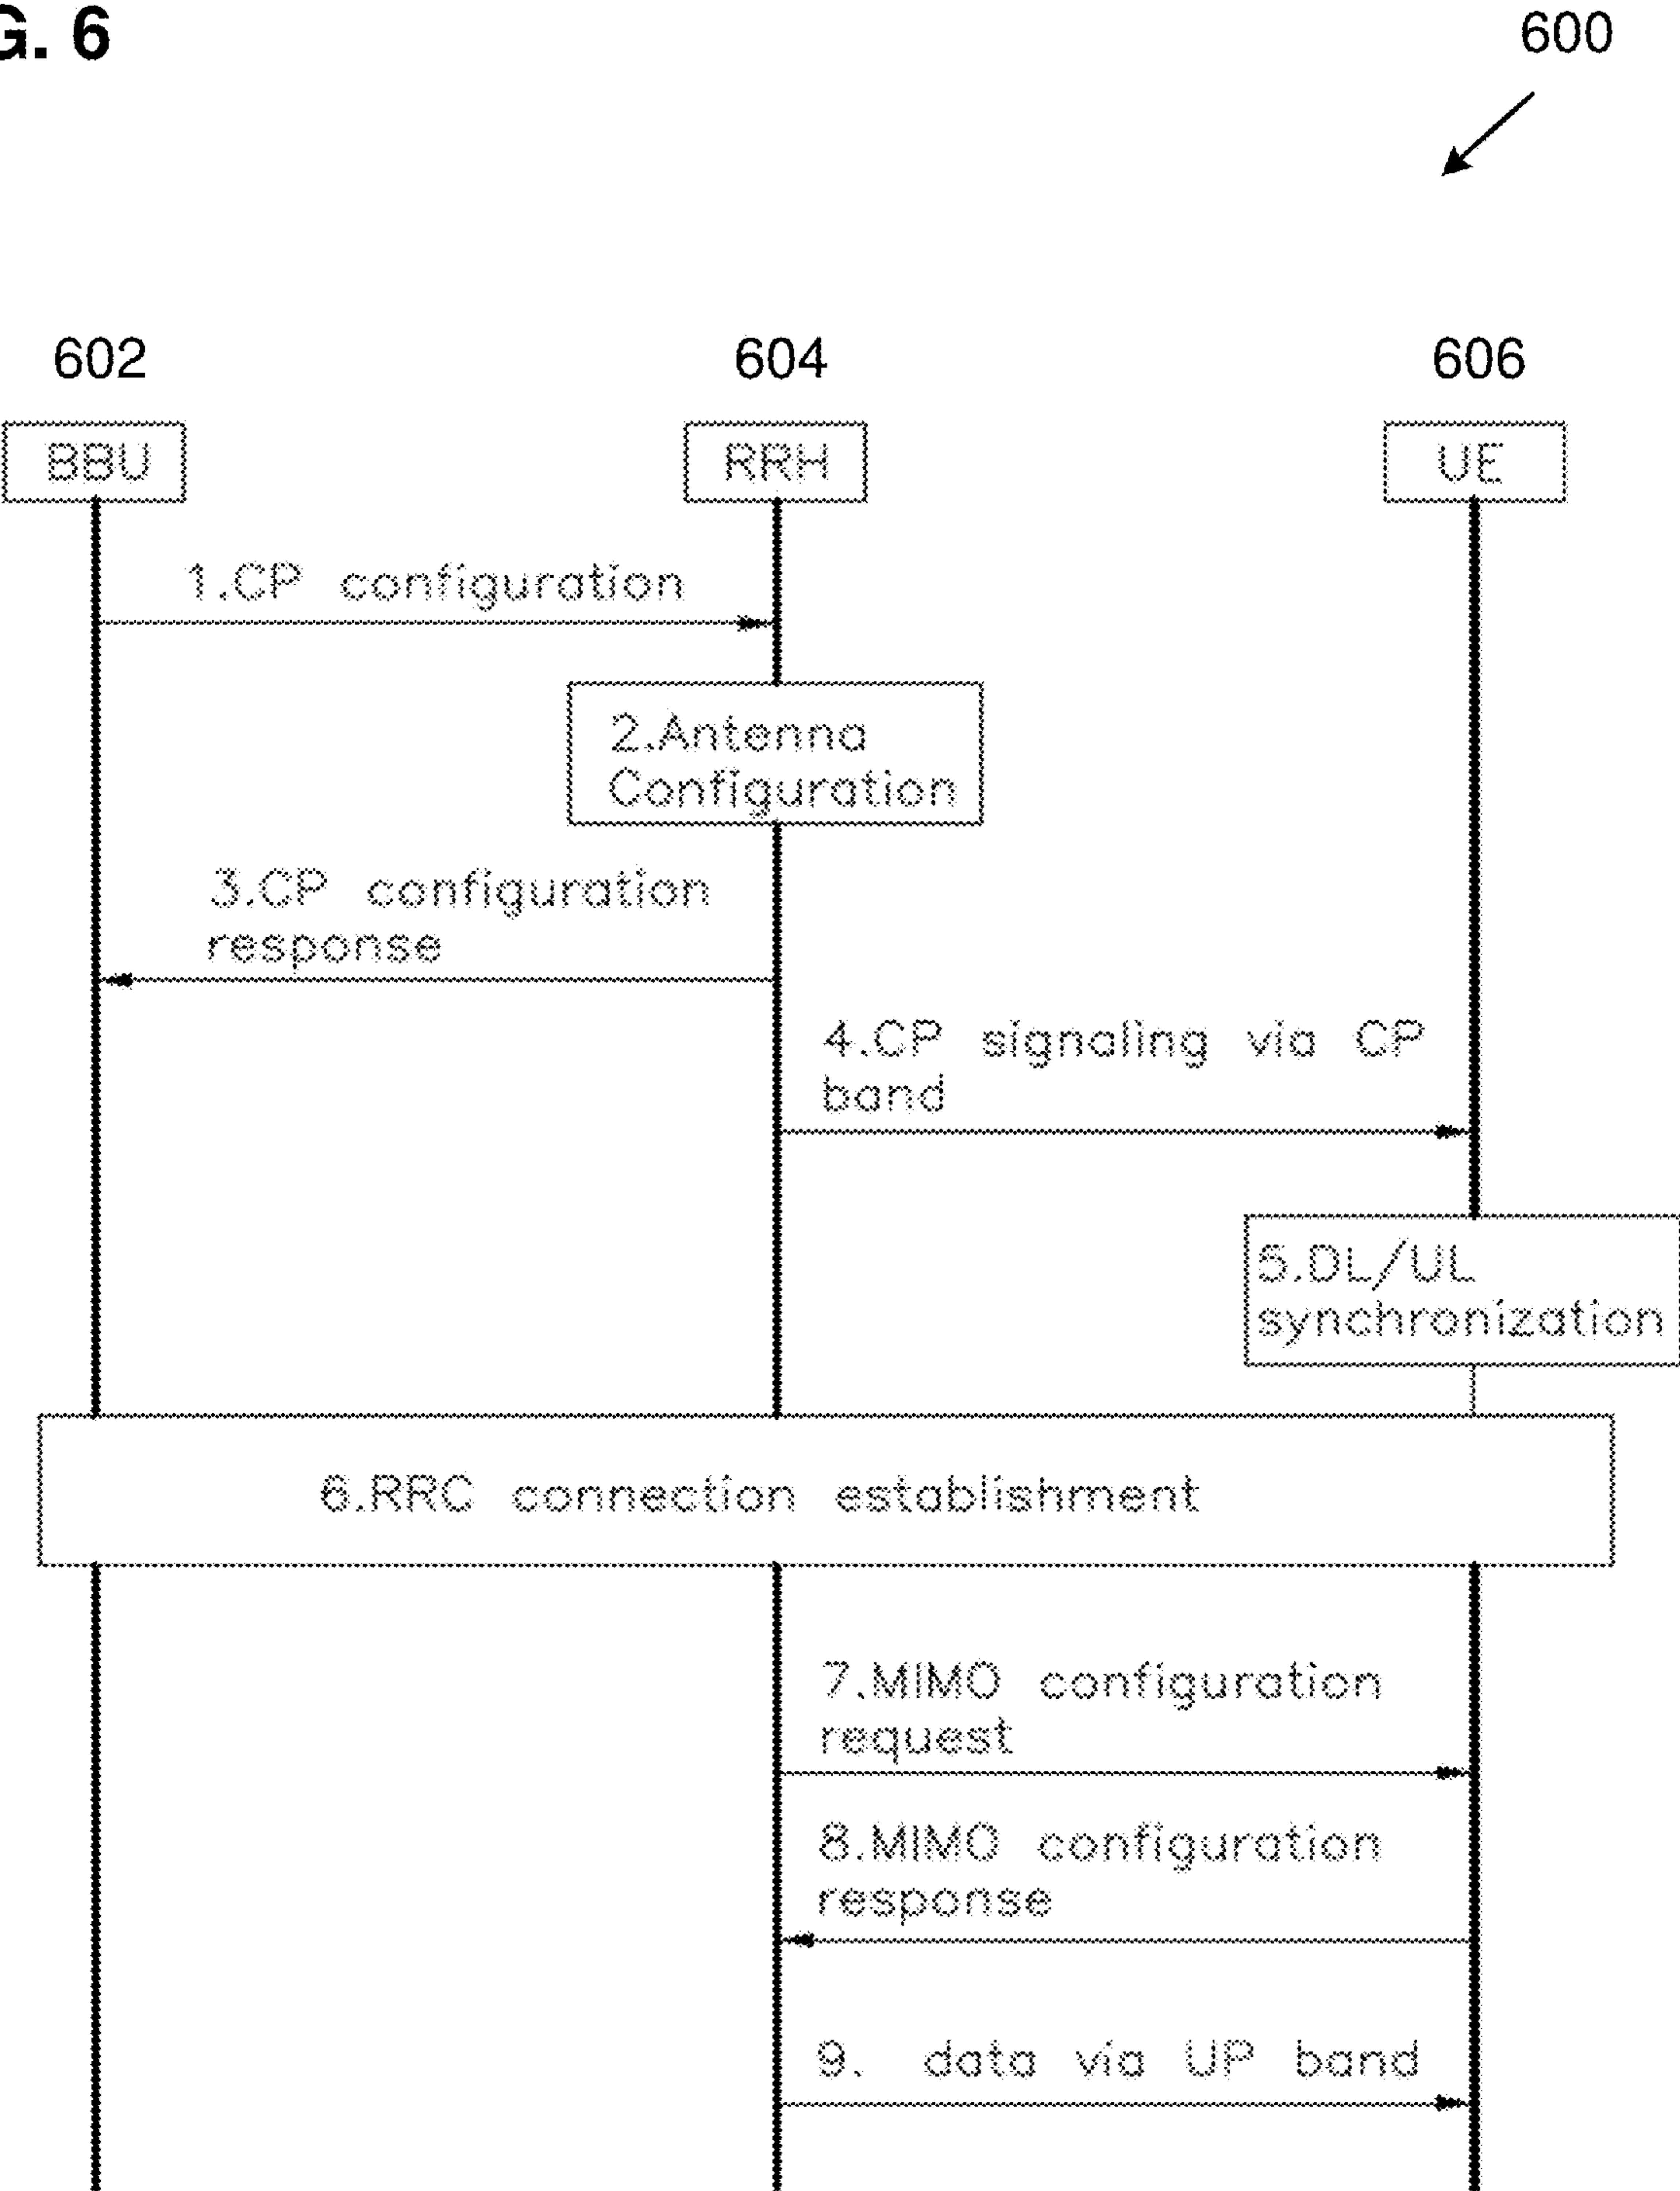 G. 6
600
602
604
606
BBU
RRH
UE
1.CP configuration
2.Antenna
Configuration
3.CP configuration
response
4.CP signaling via CP
band
5.DL/UL
synchronization
6.RRC connection establishment
7.MIMO configuration
request
8.MIMO configuration
response
9. data via UP band